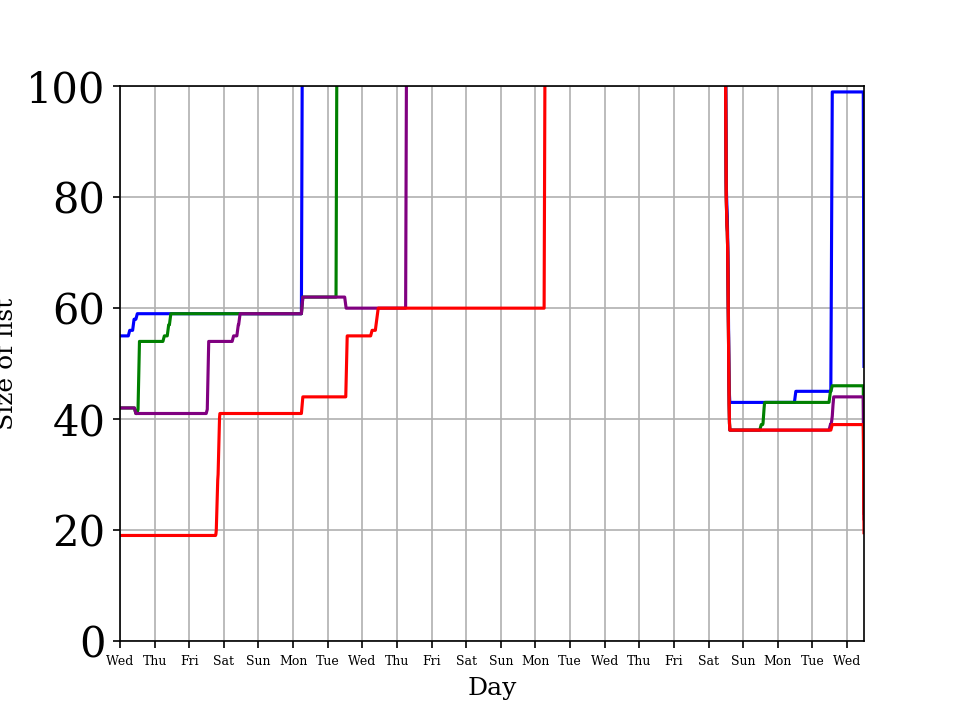 100
80
60
40
20
0
Size of list
Wed Thu Fri Sat Sun Mon Tue Wed Thu Fri Sat Sun Mon Tue Wed Thu Fri Sat Sun Mon Tue Wed
Day